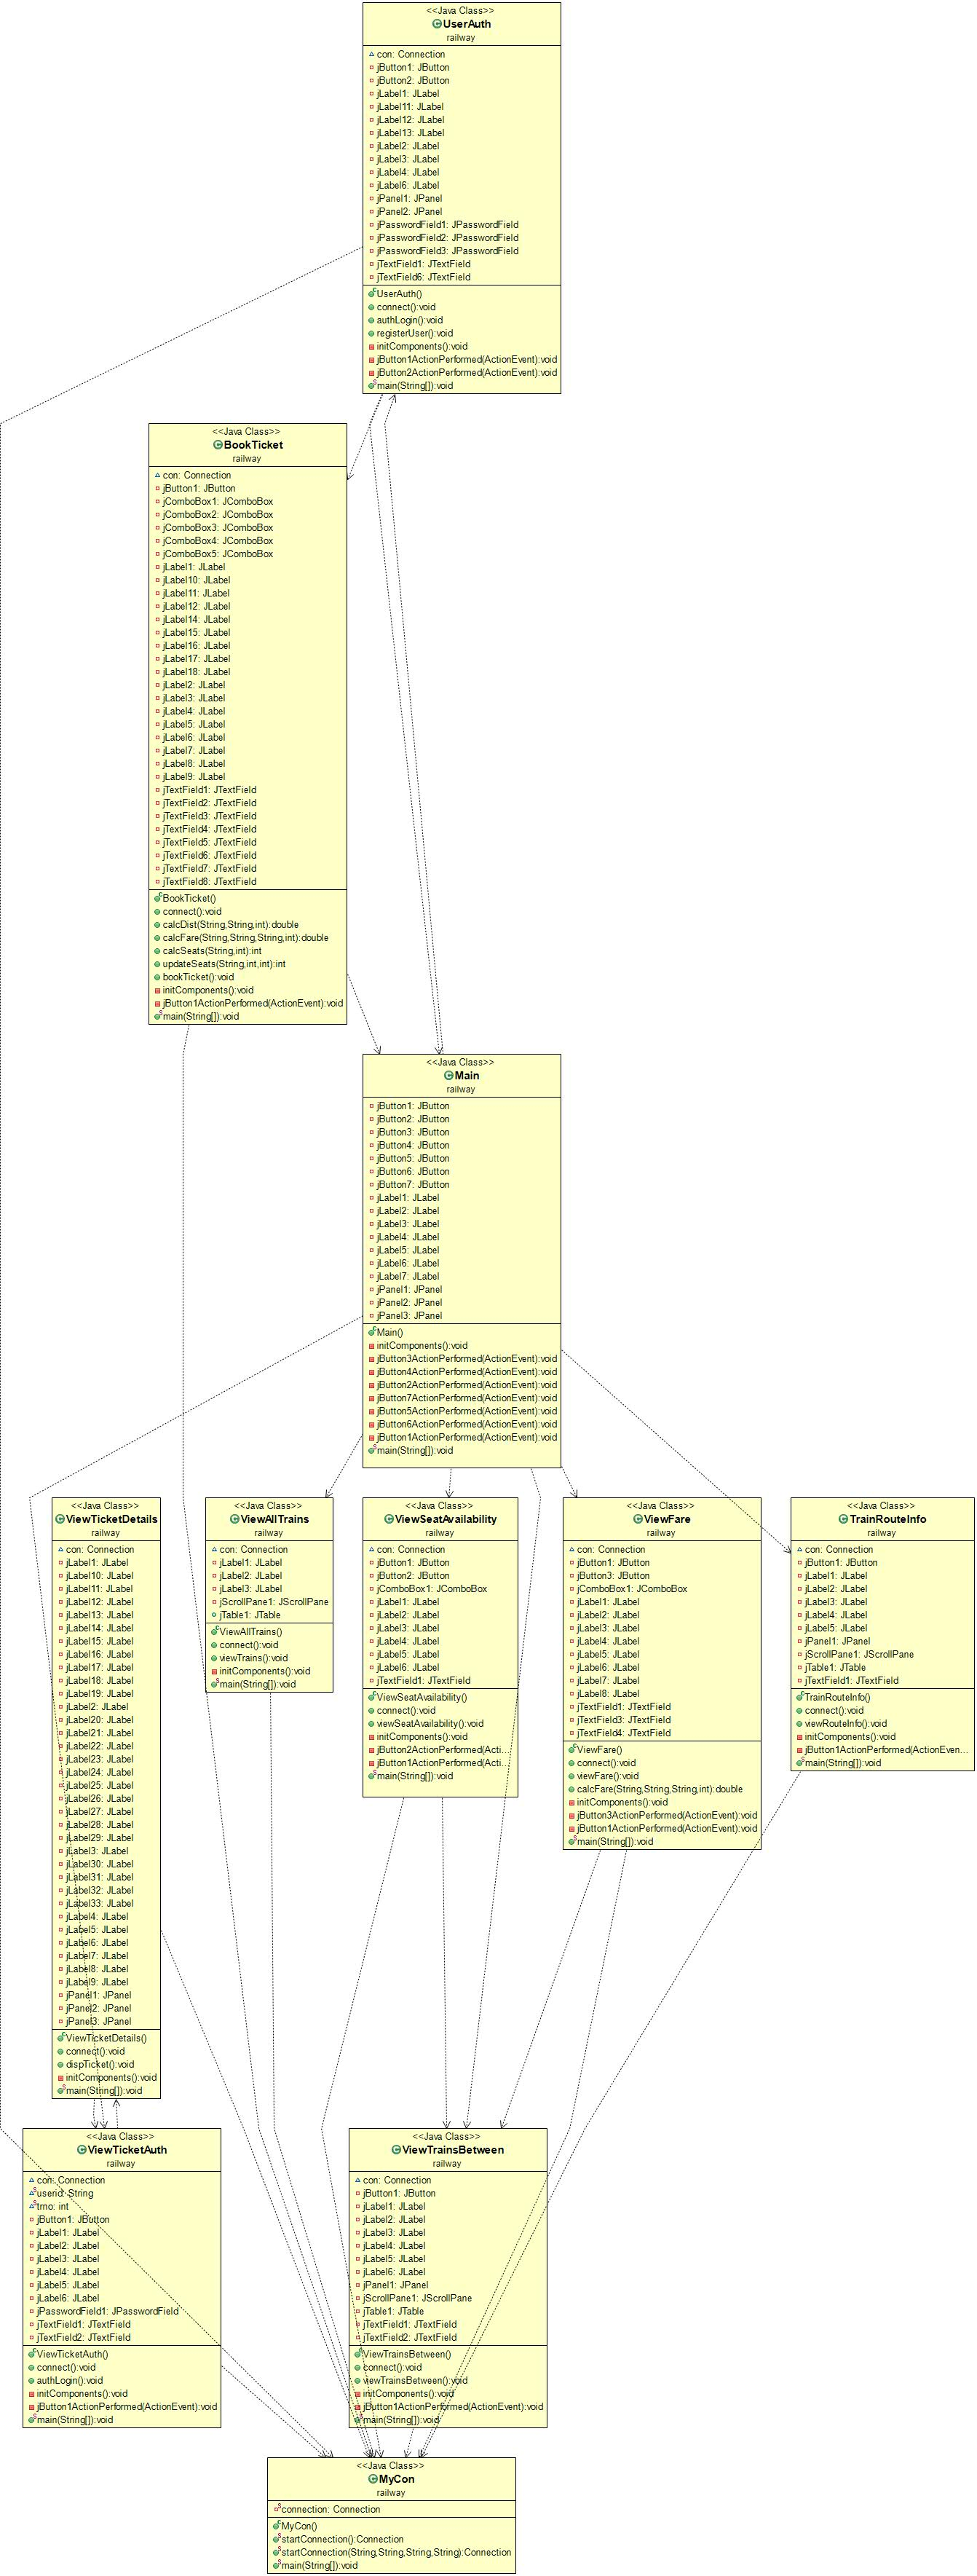 <<Java Class>>
UserAuth
railway
con: Connection
jButton1: JButton
jButton2: JButton
jLabel1: JLabel
jLabel11: JLabel
jLabel12: JLabel
jLabel13: JLabel
jLabel2: JLabel
jLabel3: JLabel
jLabel4: JLabel
jLabel6: JLabel
jPanel1: JPanel
jPanel2: JPanel
jPasswordField1: JPasswordField
jPasswordField2: JPasswordField
jPasswordField3: JPasswordField
jTextField1: JTextField
jTextField6: JTextField
UserAuth()
connect():void
authLogin():void
registerUser():void
initComponents():void
jButton1ActionPerformed(ActionEvent):void
jButton2ActionPerformed(ActionEvent):void
main(String[]):void
<<Java Class>>
BookTicket
railway
con: Connection
jButton1: JButton
jComboBox1: JComboBox
jComboBox2: JComboBox
jComboBox3: JComboBox
jComboBox4: JComboBox
jComboBox5: JComboBox
jLabel1: JLabel
jLabel10: JLabel
jLabel11: JLabel
jLabel12: JLabel
jLabel14: JLabel
jLabel15: JLabel
jLabel16: JLabel
jLabel17: JLabel
jLabel18: JLabel
jLabel2: JLabel
jLabel3: JLabel
jLabel4: JLabel
jLabel5: JLabel
jLabel6: JLabel
jLabel7: JLabel
jLabel8: JLabel
jLabel9: JLabel
jTextField1: JTextField
jTextField2: JTextField
jTextField3: JTextField
jTextField4: JTextField
jTextField5: JTextField
jTextField6: JTextField
jTextField7: JTextField
jTextField8: JTextField
BookTicket()
connect():void
calcDist(String,String,int):double
calcFare(String,String,String,int):double
calcSeats(String,int):int
updateSeats(String,int,int):int
bookTicket():void
initComponents():void
jButton1ActionPerformed(ActionEvent):void
main(String[]):void
<<Java Class>>
Main
railway
jButton1: JButton
jButton2: JButton
jButton3: JButton
jButton4: JButton
jButton5: JButton
jButton6: JButton
jButton7: JButton
jLabel1: JLabel
jLabel2: JLabel
jLabel3: JLabel
jLabel4: JLabel
jLabel5: JLabel
jLabel6: JLabel
jLabel7: JLabel
jPanel1: JPanel
jPanel2: JPanel
jPanel3: JPanel
Main()
initComponents():void
jButton3ActionPerformed(ActionEvent):void
jButton4ActionPerformed(ActionEvent):void
jButton2ActionPerformed(ActionEvent):void
jButton7ActionPerformed(ActionEvent):void
jButton5ActionPerformed(ActionEvent):void
jButton6ActionPerformed(ActionEvent):void
jButton1ActionPerformed(ActionEvent):void
main(String[]):void
<<Java Class>>
ViewTicketDetails
railway
con: Connection
jLabel1: JLabel
jLabel10: JLabel
jLabel11: JLabel
jLabel12: JLabel
jLabel13: JLabel
jLabel14: JLabel
jLabel15: JLabel
jLabel16: JLabel
jLabel17: JLabel
jLabel18: JLabel
jLabel19: JLabel
jLabel2: JLabel
jLabel20: JLabel
jLabel21: JLabel
jLabel22: JLabel
jLabel23: JLabel
jLabel24: JLabel
jLabel25: JLabel
jLabel26: JLabel
jLabel27: JLabel
jLabel28: JLabel
jLabel29: JLabel
jLabel3: JLabel
jLabel30: JLabel
jLabel31: JLabel
jLabel32: JLabel
jLabel33: JLabel
jLabel4: JLabel
jLabel5: JLabel
jLabel6: JLabel
jLabel7: JLabel
jLabel8: JLabel
jLabel9: JLabel
jPanel1: JPanel
jPanel2: JPanel
jPanel3: JPanel
ViewTicketDetails()
connect():void
dispTicket():void
initComponents():void
main(String[]):void
<<Java Class>>
ViewAllTrains
railway
con: Connection
jLabel1: JLabel
jLabel2: JLabel
jLabel3: JLabel
jScrollPane1: JScrollPane
jTable1: JTable
ViewAllTrains()
connect():void
viewTrains():void
initComponents():void
main(String[]):void
<<Java Class>>
ViewSeatAvailability
railway
con: Connection
jButton1: JButton
jButton2: JButton
jComboBox1: JComboBox
jLabel1: JLabel
jLabel2: JLabel
jLabel3: JLabel
jLabel4: JLabel
jLabel5: JLabel
jLabel6: JLabel
jTextField1: JTextField
ViewSeatAvailability()
connect():void
viewSeatAvailability():void
initComponents():void
jButton2ActionPerformed(Acti...
jButton1ActionPerformed(Acti...
main(String[]):void
<<Java Class>>
ViewFare
railway
con: Connection
jButton1: JButton
jButton3: JButton
jComboBox1: JComboBox
jLabel1: JLabel
jLabel2: JLabel
jLabel3: JLabel
jLabel4: JLabel
jLabel5: JLabel
jLabel6: JLabel
jLabel7: JLabel
jLabel8: JLabel
jTextField1: JTextField
jTextField3: JTextField
jTextField4: JTextField
ViewFare()
connect():void
viewFare():void
calcFare(String,String,String,int):double
initComponents():void
jButton3ActionPerformed(ActionEvent):void
jButton1ActionPerformed(ActionEvent):void
main(String[]):void
<<Java Class>>
TrainRouteInfo
railway
con: Connection
jButton1: JButton
jLabel1: JLabel
jLabel2: JLabel
jLabel3: JLabel
jLabel4: JLabel
jLabel5: JLabel
jPanel1: JPanel
jScrollPane1: JScrollPane
jTable1: JTable
jTextField1: JTextField
TrainRouteInfo()
connect():void
viewRouteInfo():void
initComponents():void
jButton1ActionPerformed(ActionEven...
main(String[]):void
<<Java Class>>
ViewTicketAuth
railway
con: Connection
userid: String
trno: int
jButton1: JButton
jLabel1: JLabel
jLabel2: JLabel
jLabel3: JLabel
jLabel4: JLabel
jLabel5: JLabel
jLabel6: JLabel
jPasswordField1: JPasswordField
jTextField1: JTextField
jTextField2: JTextField
ViewTicketAuth()
connect():void
authLogin():void
initComponents():void
jButton1ActionPerformed(ActionEvent):void
main(String[]):void
<<Java Class>>
ViewTrainsBetween
railway
con: Connection
jButton1: JButton
jLabel1: JLabel
jLabel2: JLabel
jLabel3: JLabel
jLabel4: JLabel
jLabel5: JLabel
jLabel6: JLabel
jPanel1: JPanel
jScrollPane1: JScrollPane
jTable1: JTable
jTextField1: JTextField
jTextField2: JTextField
ViewTrainsBetween()
connect():void
viewTrainsBetween():void
initComponents():void
jButton1ActionPerformed(ActionEvent):void
main(String[]):void
<<Java Class>>
MyCon
railway
connection: Connection
MyCon()
startConnection():Connection
startConnection(String,String,String,String):Connection
main(String[]):void